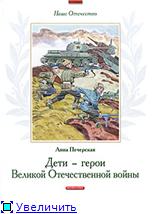 Наше Отечество
Анна Печерская
Дети – герои
Великой Отечественной войны
Увеличить